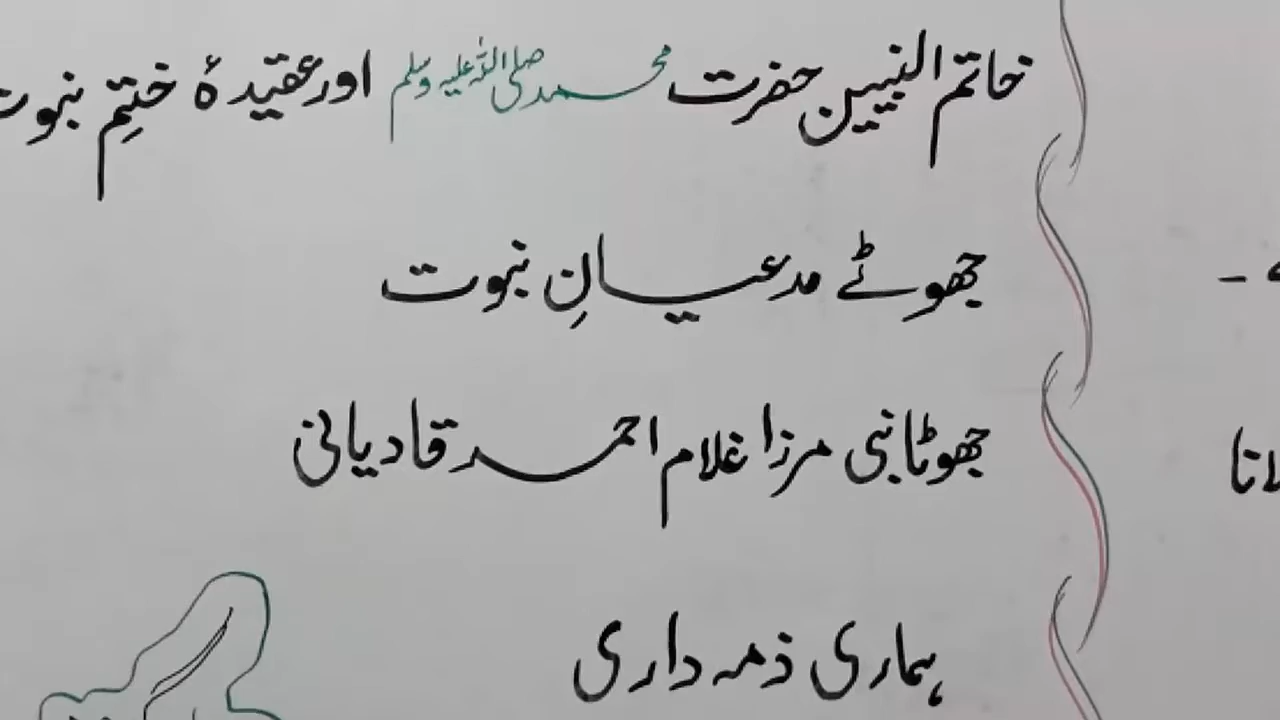 خاتم النبیین حضرت محمد صلی اللہ علیہ وسلم اور عقیدۂ ختمِ نبوت
جھوٹے مدعیانِ نبوت
جھوٹا نبی مرزا غلام احمد قادیانی
ہماری ذمہ داری